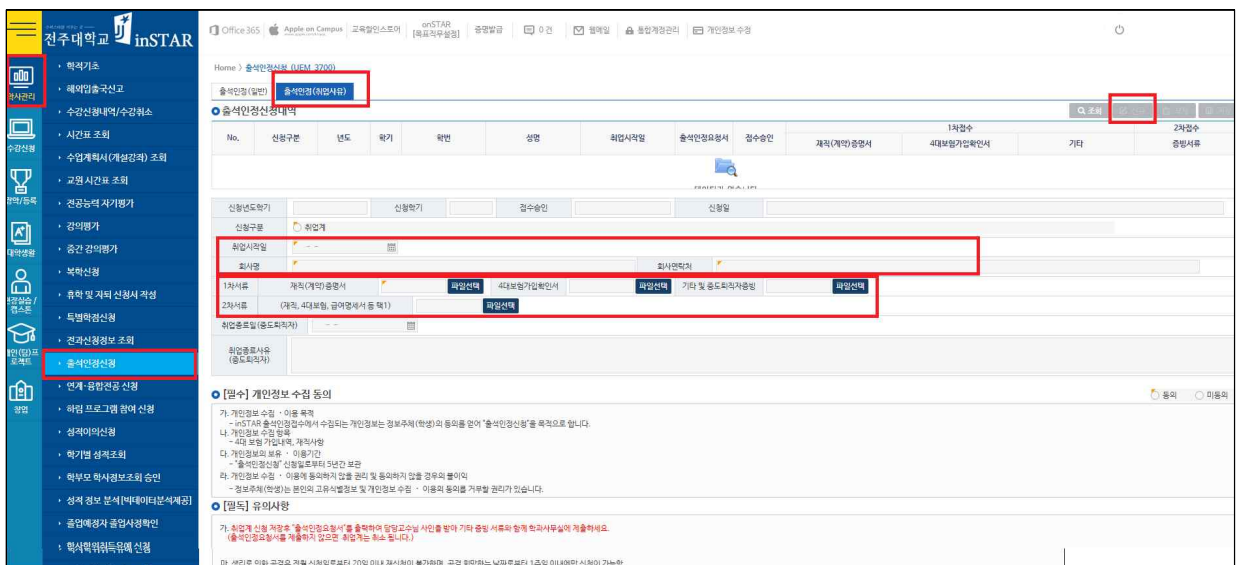 전주대학교 inSTAR
Office 365 Apple on Campus 교육할인스토어 onSTAR [목표직무설정] 증명발급 0 건 웹메일 통합계정관리 개인정보 수정
학사관리
수강신청
장학/등록
대학생활
현장실습/캡스톤
창업
학적기초
해외입출국신고
수강신청내역/수강취소
시간표 조회
수업계획서(개설강좌) 조회
교원 시간표 조회
전공능력 자기평가
강의평가
중간 강의평가
복학신청
휴학 및 자퇴 신청서 작성
특별학점신청
전과신청정보 조회
출석인정신청
연계·융합전공 신청
하림 프로그램 참여 신청
성적이의신청
학기별 성적조회
학부모 학사정보조회 승인
성적 정보 분석[빅데이터분석제공]
졸업예정자 졸업사정확인
학사학위취득유예 신청
Home 〉 출석인정신청 (UEM_3700)
출석인정(일반) 출석인정(취업사유)
출석인정신청내역 조회
No. 신청구분 년도 학기 학번 성명 취업시작일 출석인정요청서 접수승인 1차접수 2차접수
재직(계약)증명서 4대보험가입확인서 기타 증빙서류
신청년도학기 신청학기 접수승인 신청일
신청구분 취업계
취업시작일 - -
회사명 회사연락처
1차서류 재직(계약)증명서 파일선택 4대보험가입확인서 파일선택 기타 및 중도퇴직자증빙 파일선택
2차서류 (재직, 4대보험, 급여명세서 등 택1) 파일선택
취업종료일(중도퇴직자) - -
취업종료사유
(중도퇴직자)
[필수] 개인정보 수집 동의 동의 미동의
가. 개인정보 수집 · 이용 목적
- inSTAR 출석인정접수에서 수집되는 개인정보는 정보주체(학생)의 동의를 얻어 "출석인정신청"을 목적으로 합니다.
나. 개인정보 수집 항목
- 4대 보험 가입내역, 재직사항
다. 개인정보의 보유 · 이용기간
- "출석인정신청" 신청일로부터 5년간 보관
라. 개인정보 수집 · 이용에 동의하지 않을 권리 및 동의하지 않을 경우의 불이익
- 정보주체(학생)는 본인의 고유식별정보 및 개인정보 수집 · 이용의 동의를 거부할 권리가 있습니다.
[필독] 유의사항
가. 취업계 신청 저장후 "출석인정요청서"를 출력하여 담당교수님 사인를 받아 기타 증빙 서류와 함께 학과사무실에 제출하세요.
(출석인정요청서를 제출하지 않으면 취업계는 취소 됩니다.)